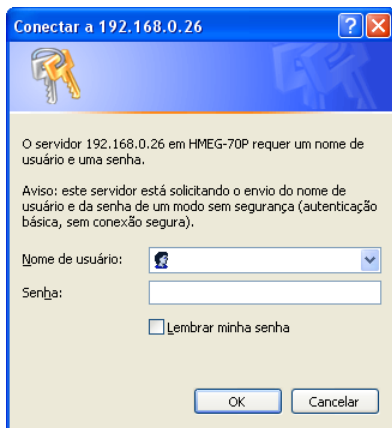 Conectar a 192.168.0.26
O servidor 192.168.0.26 em HMEG-70P requer um nome de
usuário e uma senha.
Aviso: este servidor está solicitando o envio do nome de
usuário e da senha de um modo sem segurança (autenticação
básica, sem conexão segura).
Nome de usuário:
Senha:
Lembrar minha senha
OK Cancelar